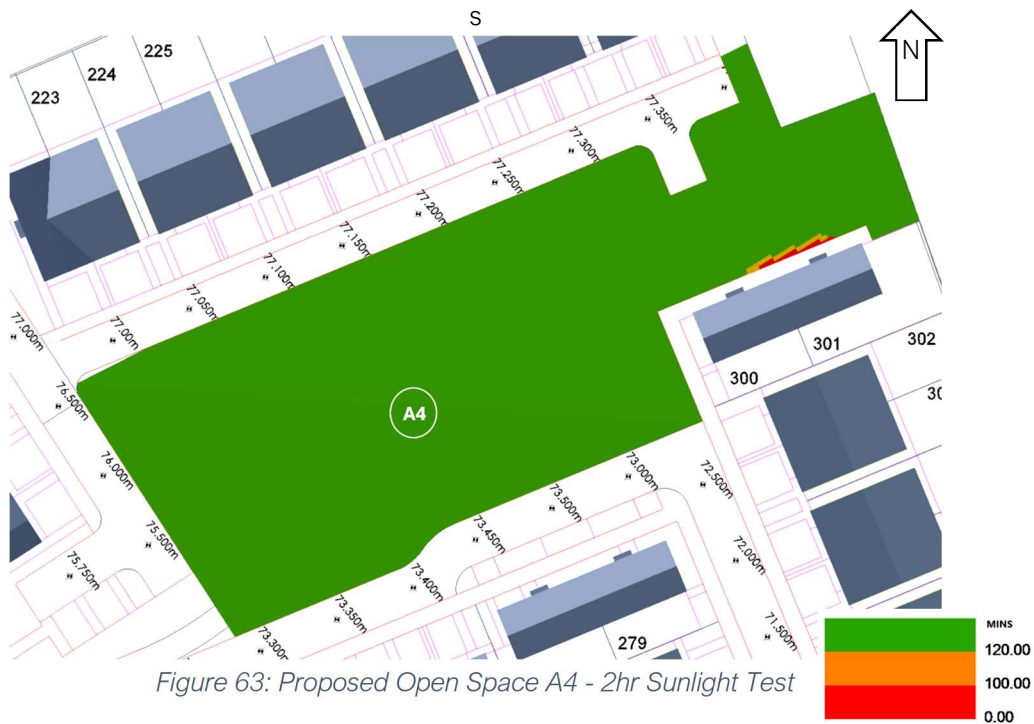 S
N
225
224
223
77.350m
77.300m
77.250m
77.200m
77.150m
77.100m
77.050m
77.00m
77.000m
76.500m
76.000m
75.500m
75.750m
A4
301
302
300
30
73.000m
72.500m
73.500m
73.450m
72.000m
73.400m
73.350m
71.500m
73.300m
279
MINS
120.00
100.00
0.00
Figure 63: Proposed Open Space A4 - 2hr Sunlight Test